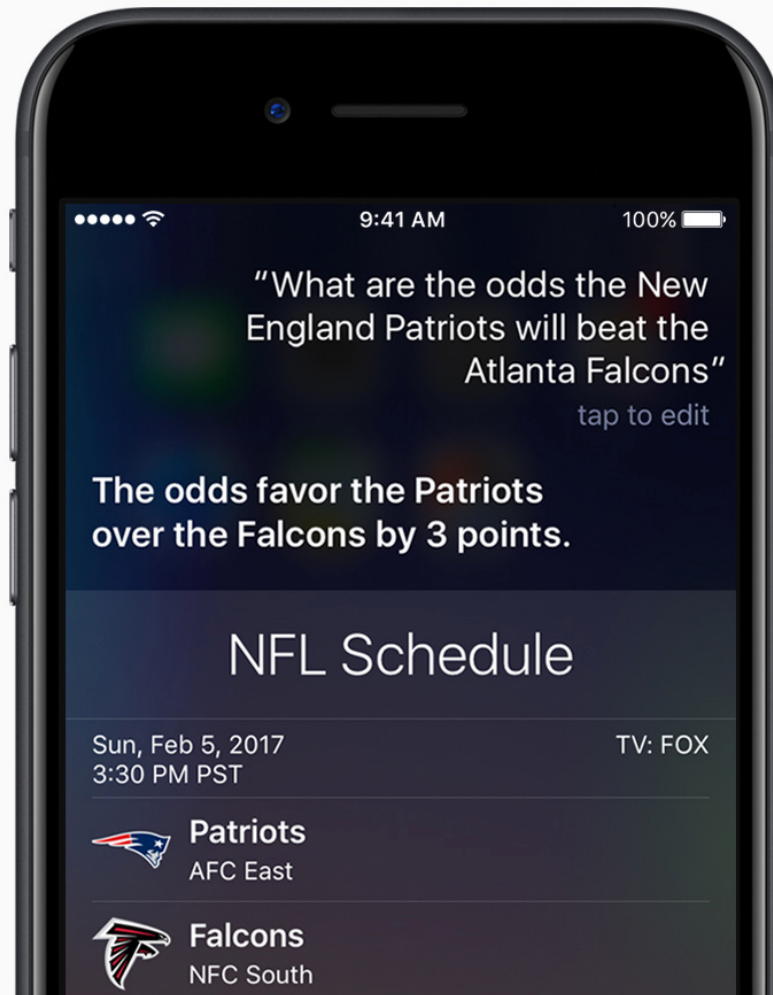 9:41 AM 100%
“What are the odds the New
England Patriots will beat the
Atlanta Falcons”
tap to edit
The odds favor the Patriots
over the Falcons by 3 points.
NFL Schedule
Sun, Feb 5, 2017 TV: FOX
3:30 PM PST
Patriots
AFC East
Falcons
NFC South